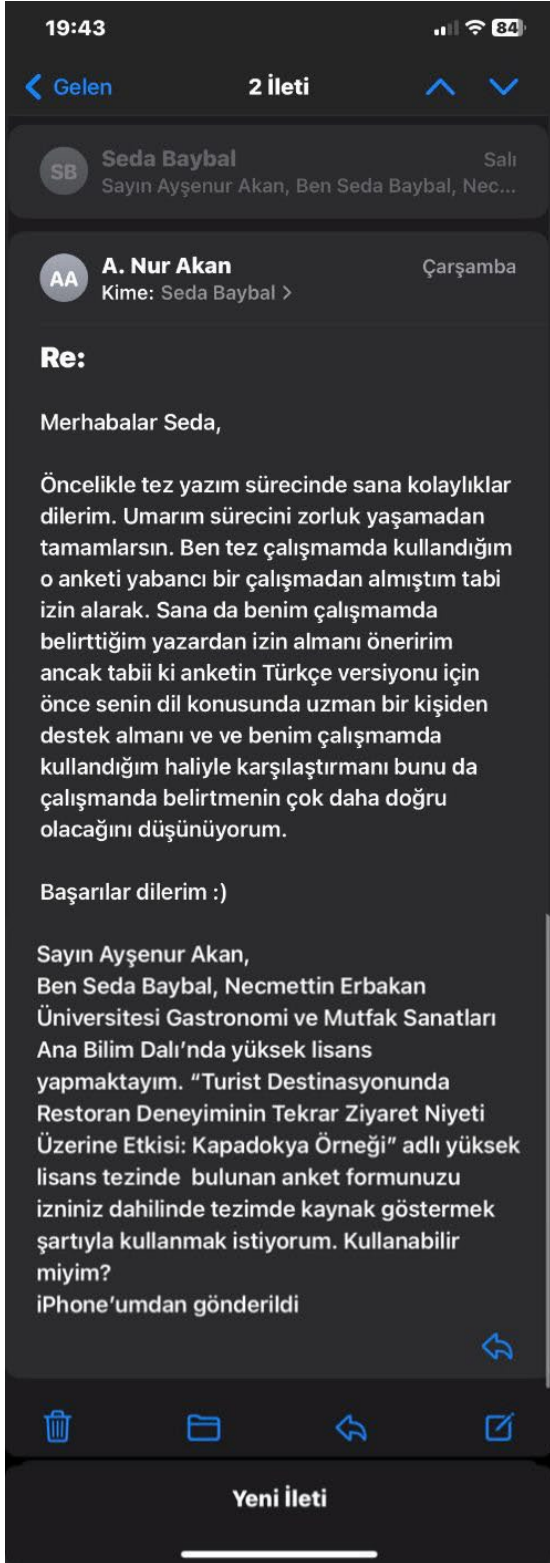 19:43
84
Gelen
2 İleti
SB
Seda Baybal
Salı
Sayın Ayşenur Akan, Ben Seda Baybal, Nec...
AA
A. Nur Akan
Çarşamba
Kime: Seda Baybal >
Re:
Merhabalar Seda,
Öncelikle tez yazım sürecinde sana kolaylıklar
dilerim. Umarım sürecini zorluk yaşamadan
tamamlarsın. Ben tez çalışmamda kullandığım
o anketi yabancı bir çalışmadan almıştım tabi
izin alarak. Sana da benim çalışmamda
belirttiğim yazardan izin almanı öneririm
ancak tabii ki anketin Türkçe versiyonu için
önce senin dil konusunda uzman bir kişiden
destek almanı ve ve benim çalışmamda
kullandığım haliyle karşılaştırmanı bunu da
çalışmanda belirtmenin çok daha doğru
olacağını düşünüyorum.
Başarılar dilerim :)
Sayın Ayşenur Akan,
Ben Seda Baybal, Necmettin Erbakan
Üniversitesi Gastronomi ve Mutfak Sanatları
Ana Bilim Dalı’nda yüksek lisans
yapmaktayım. “Turist Destinasyonunda
Restoran Deneyiminin Tekrar Ziyaret Niyeti
Üzerine Etkisi: Kapadokya Örneği” adlı yüksek
lisans tezinde bulunan anket formunuzu
izniniz dahilinde tezimde kaynak göstermek
şartıyla kullanmak istiyorum. Kullanabilir
miyim?
iPhone’umdan gönderildi
Yeni İleti